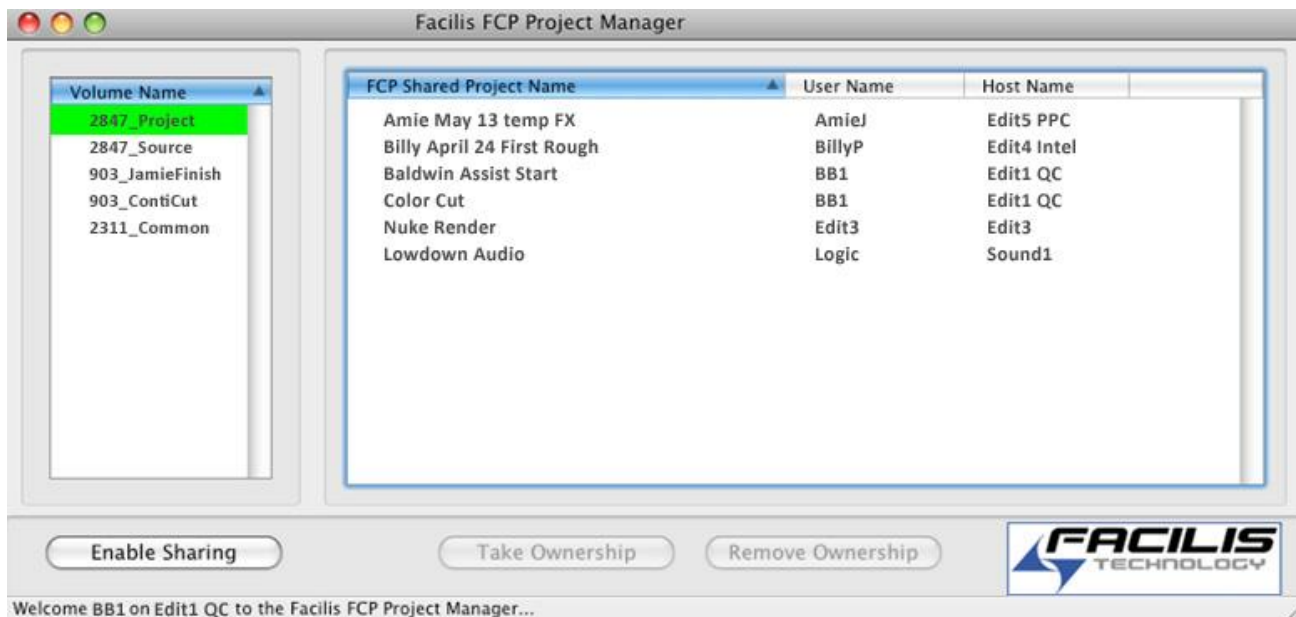 Facilis FCP Project Manager
Volume Name
2847_Project
2847_Source
903_JamieFinish
903_ContiCut
2311_Common
FCP Shared Project Name User Name Host Name
Amie May 13 temp FX AmieJ Edit5 PPC
Billy April 24 First Rough BillyP Edit4 Intel
Baldwin Assist Start BB1 Edit1 QC
Color Cut BB1 Edit1 QC
Nuke Render Edit3 Edit3
Lowdown Audio Logic Sound1
Enable Sharing Take Ownership Remove Ownership
FACILIS
TECHNOLOGY
Welcome BB1 on Edit1 QC to the Facilis FCP Project Manager...